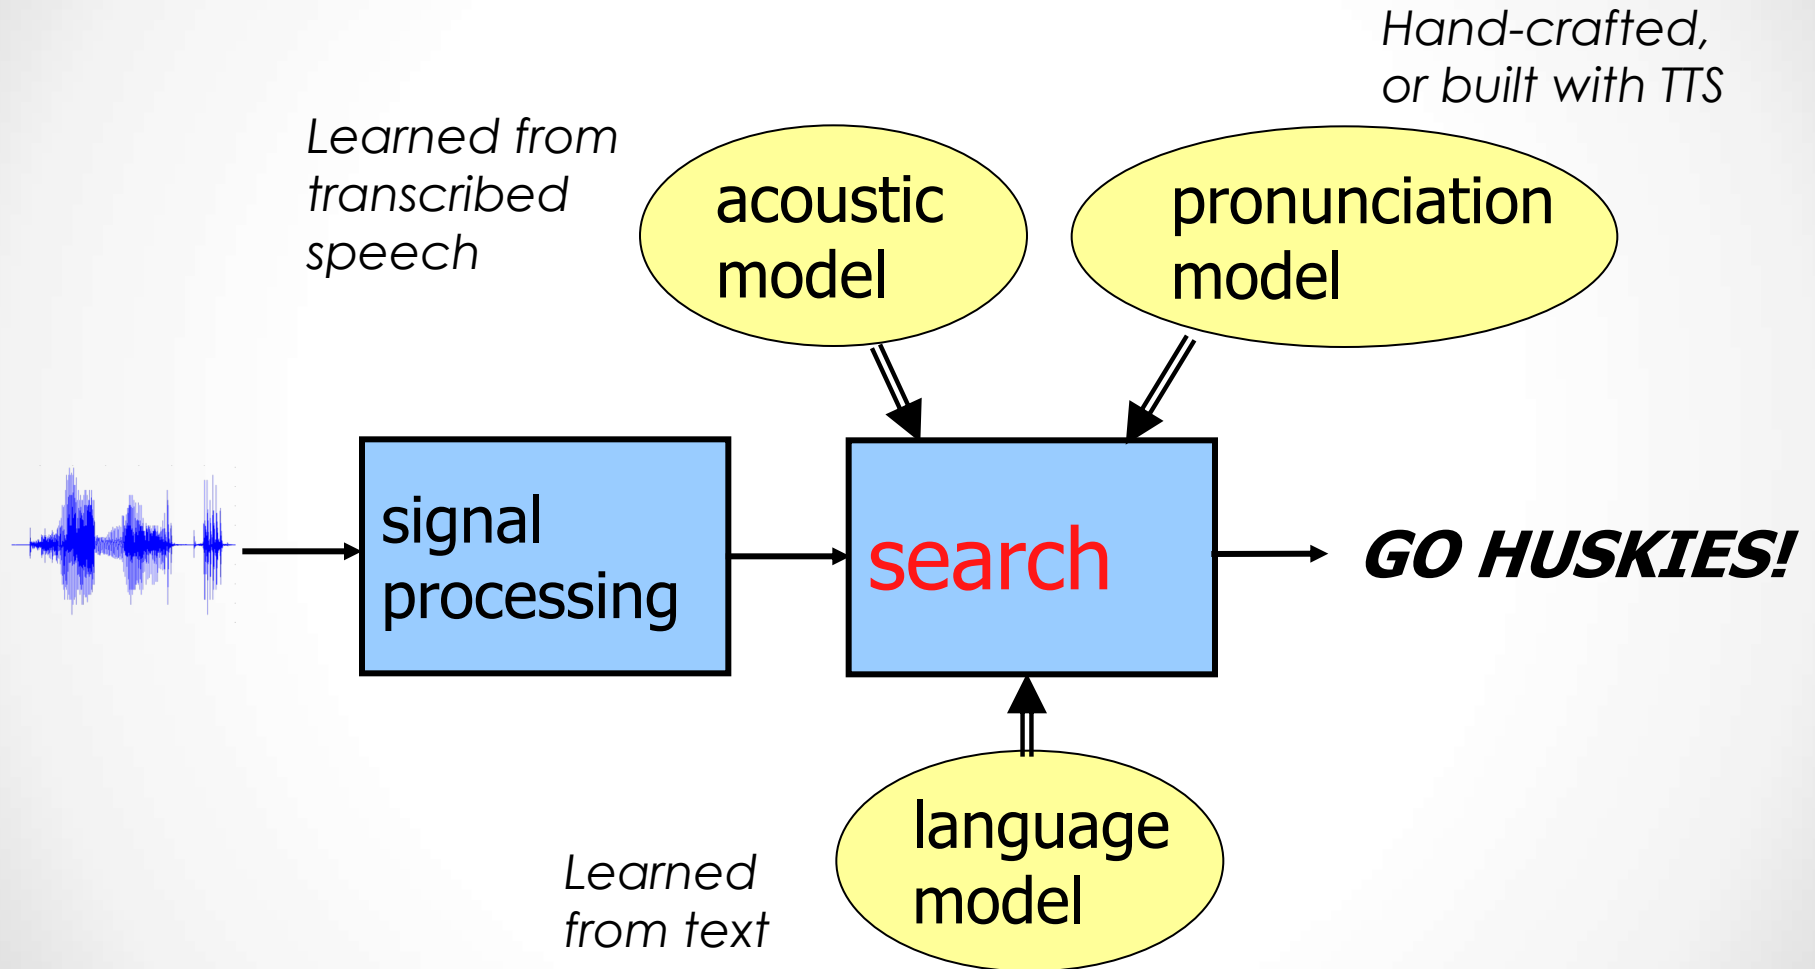 Hand-crafted,
or built with TTS
Learned from
transcribed
speech
acoustic
model
pronunciation
model
signal
processing
search
GO HUSKIES!
language
model
Learned
from text